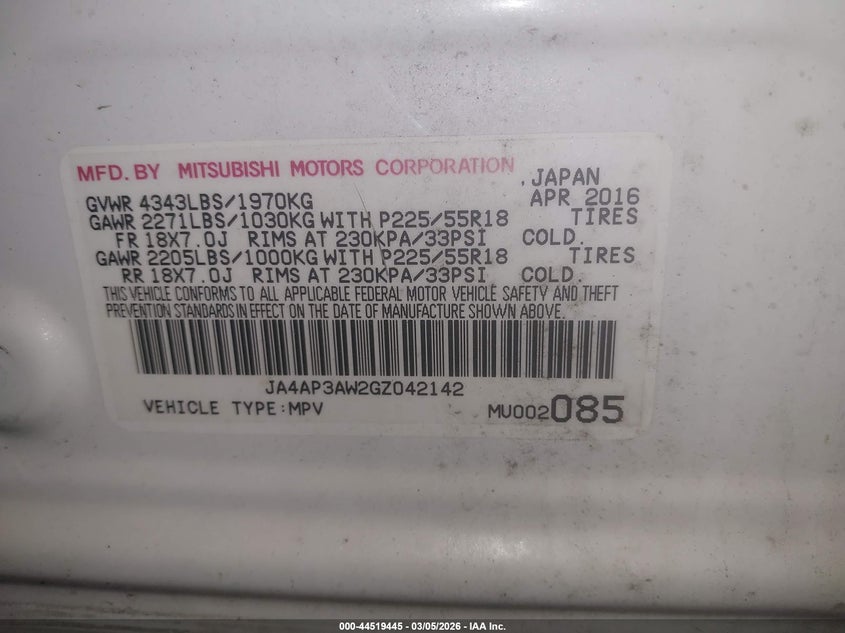 MFD. BY MITSUBISHI MOTORS CORPORATION
, JAPAN
GVWR 4343LBS/1970KG APR 2016
GAWR 2271LBS/1030KG WITH P225/55R18 TIRES
FR 18X7.0J RIMS AT 230KPA/33PSI COLD.
GAWR 2205LBS/1000KG WITH P225/55R18 TIRES
RR 18X7.0J RIMS AT 230KPA/33PSI COLD.
THIS VEHICLE CONFORMS TO ALL APPLICABLE FEDERAL MOTOR VEHICLE SAFETY AND THEFT
PREVENTION STANDARDS IN EFFECT ON THE DATE OF MANUFACTURE SHOWN ABOVE.
JA4AP3AW2GZ042142
VEHICLE TYPE:MPV MU002085
000-44519445 - 03/05/2026 - IAA Inc.